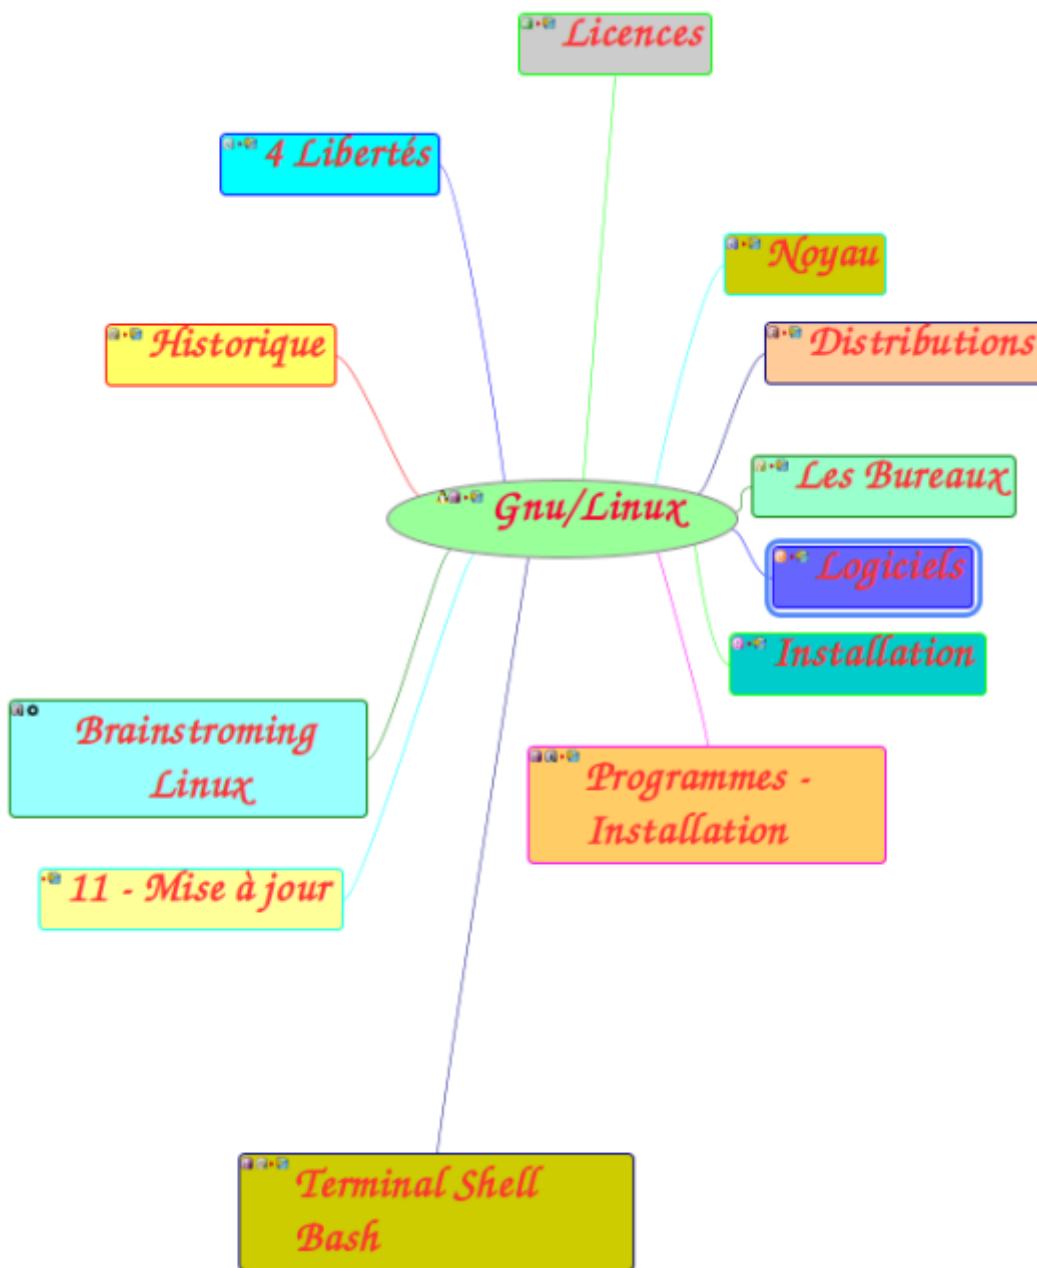 Licences
4 Libertés
Noyau
Historique
Distributions
Les Bureaux
Gnu/Linux
Logiciels
Installation
Brainstroming
Linux
Programmes -
Installation
11 - Mise à jour
Terminal Shell
Bash